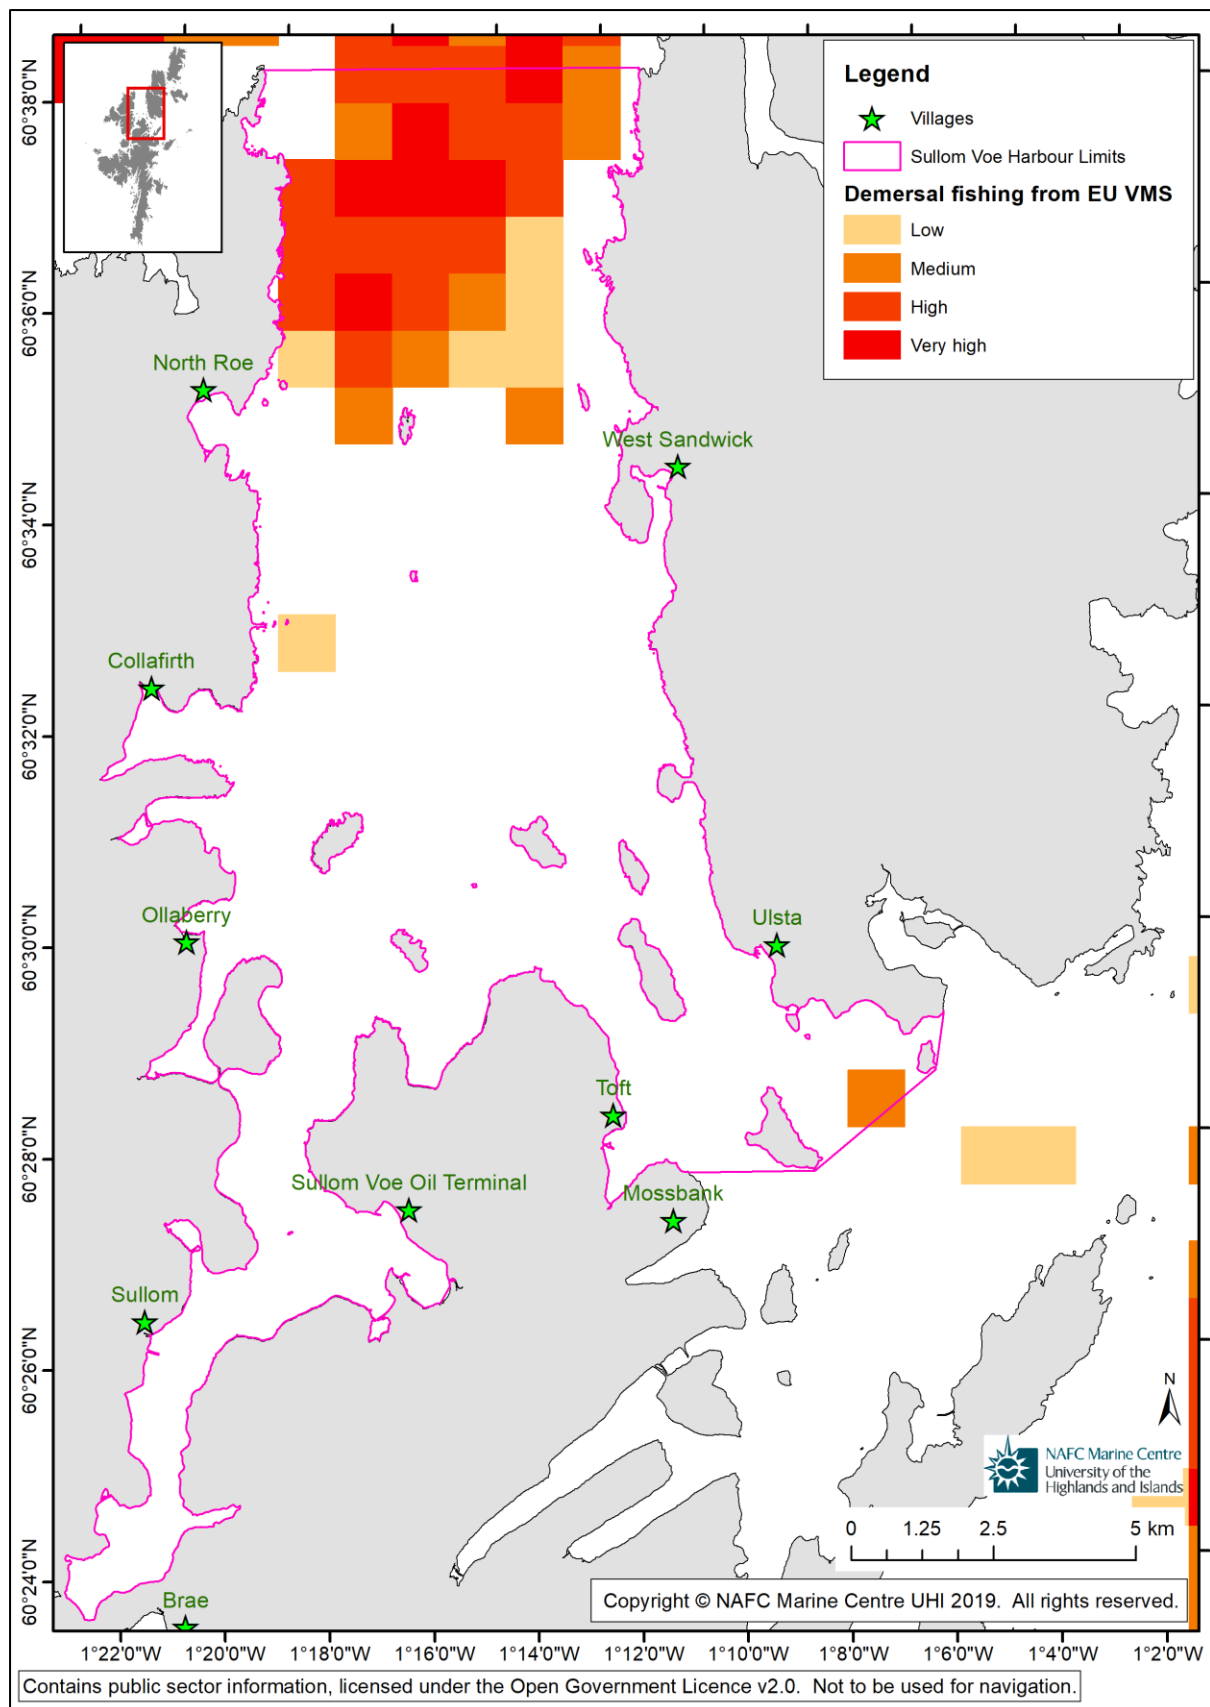 Legend
Villages
Sullom Voe Harbour Limits
Demersal fishing from EU VMS
Low
Medium
High
Very high
60°38'0"N
60°36'0"N
60°34'0"N
60°32'0"N
60°30'0"N
60°28'0"N
60°26'0"N
60°24'0"N
North Roe
West Sandwick
Collafirth
Ollaberry
Ulsta
Toft
Sullom Voe Oil Terminal
Mossbank
Sullom
Brae
N
NAFC Marine Centre
University of the
Highlands and Islands
0 1.25 2.5 5 km
Copyright © NAFC Marine Centre UHI 2019. All rights reserved.
1°22'0"W 1°20'0"W 1°18'0"W 1°16'0"W 1°14'0"W 1°12'0"W 1°10'0"W 1°8'0"W 1°6'0"W 1°4'0"W 1°2'0"W
Contains public sector information, licensed under the Open Government Licence v2.0. Not to be used for navigation.